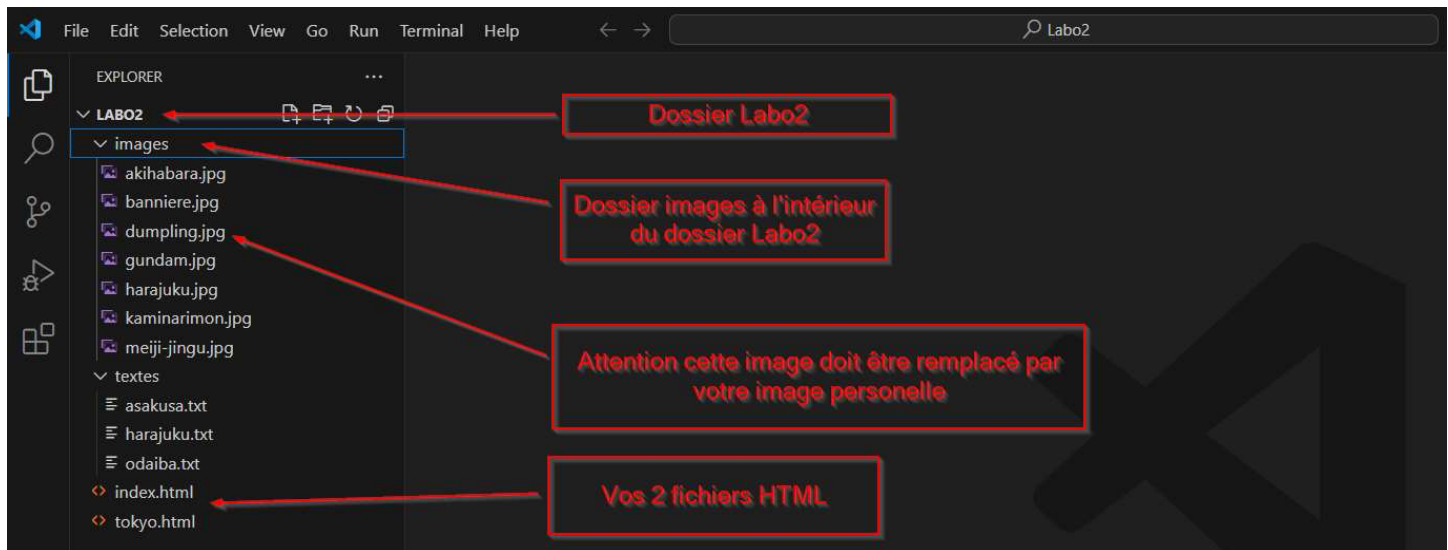 File Edit Selection View Go Run Terminal Help
Labo2
EXPLORER
LABO2
images
akihabara.jpg
banniere.jpg
dumpling.jpg
gundam.jpg
harajuku.jpg
kaminarimon.jpg
meiji-jingu.jpg
textes
asakusa.txt
harajuku.txt
odaiba.txt
index.html
tokyo.html
Dossier Labo2
Dossier images à l'intérieur
du dossier Labo2
Attention cette image doit être remplacé par
votre image personelle
Vos 2 fichiers HTML